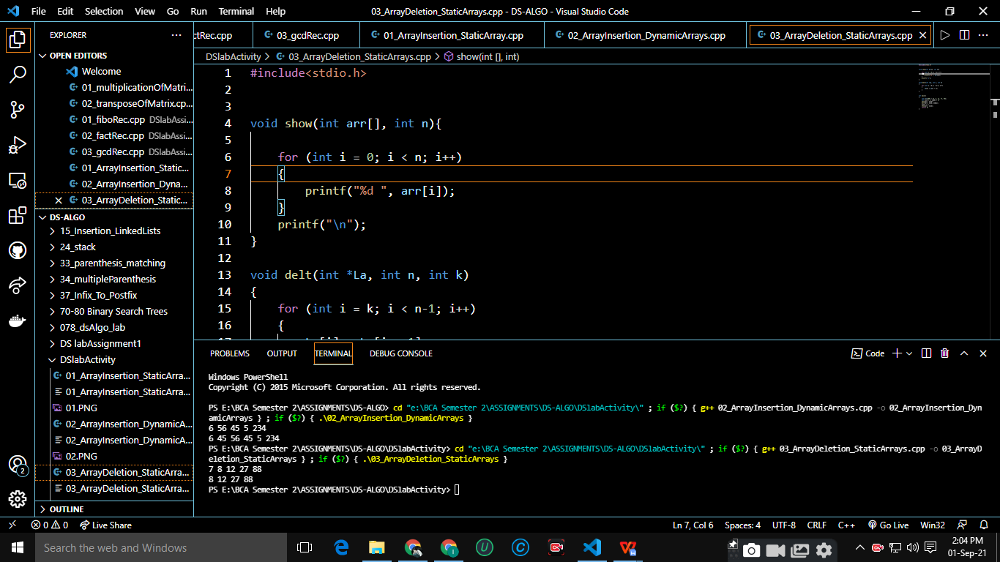 File Edit Selection View Go Run Terminal Help 03_ArrayDeletion_StaticArrays.cpp - DS-ALGO - Visual Studio Code
EXPLORER
ctRec.cpp 03_gcdRec.cpp 01_ArrayInsertion_StaticArray.cpp 02_ArrayInsertion_DynamicArrays.cpp 03_ArrayDeletion_StaticArrays.cpp
DSlabActivity > 03_ArrayDeletion_StaticArrays.cpp > show(int [], int)
OPEN EDITORS
Welcome
01_multiplicationOfMatri...
02_transposeOfMatrix.cp...
01_fiboRec.cpp DSlabAssi...
02_factRec.cpp DSlabAssi...
03_gcdRec.cpp DSlabAssi...
01_ArrayInsertion_Static...
02_ArrayInsertion_Dyna...
03_ArrayDeletion_Static...
DS-ALGO
15_Insertion_LinkedLists
24_stack
33_parenthesis_matching
34_multipleParenthesis
37_Infix_To_Postfix
70-80 Binary Search Trees
078_dsAlgo_lab
DS labAssignment1
DSlabActivity
01_ArrayInsertion_StaticArra...
01_ArrayInsertion_StaticArra...
01.PNG
02_ArrayInsertion_DynamicA...
02_ArrayInsertion_DynamicA...
02.PNG
03_ArrayDeletion_StaticArra...
03_ArrayDeletion_StaticArra...
OUTLINE
1 #include<stdio.h>
2
3
4 void show(int arr[], int n){
5
6 for (int i = 0; i < n; i++)
7 {
8 printf("%d ", arr[i]);
9 }
10 printf("\n");
11 }
12
13 void delt(int *La, int n, int k)
14 {
15 for (int i = k; i < n-1; i++)
16 {
PROBLEMS OUTPUT TERMINAL DEBUG CONSOLE Code
Windows PowerShell
Copyright (C) 2015 Microsoft Corporation. All rights reserved.
PS E:\BCA Semester 2\ASSIGNMENTS\DS-ALGO> cd "e:\BCA Semester 2\ASSIGNMENTS\DS-ALGO\DSlabActivity\" ; if ($?) { g++ 02_ArrayInsertion_DynamicArrays.cpp -o 02_ArrayInsertion_Dyn
amicArrays } ; if ($?) { .\02_ArrayInsertion_DynamicArrays }
6 56 45 5 234
6 45 56 45 5 234
PS E:\BCA Semester 2\ASSIGNMENTS\DS-ALGO\DSlabActivity> cd "e:\BCA Semester 2\ASSIGNMENTS\DS-ALGO\DSlabActivity\" ; if ($?) { g++ 03_ArrayDeletion_StaticArrays.cpp -o 03_ArrayD
eletion_StaticArrays } ; if ($?) { .\03_ArrayDeletion_StaticArrays }
7 8 12 27 88
8 12 27 88
PS E:\BCA Semester 2\ASSIGNMENTS\DS-ALGO\DSlabActivity>
2
0 0 Live Share Ln 7, Col 6 Spaces: 4 UTF-8 CRLF C++ Go Live Win32
Search the web and Windows
2:04 PM
01-Sep-21